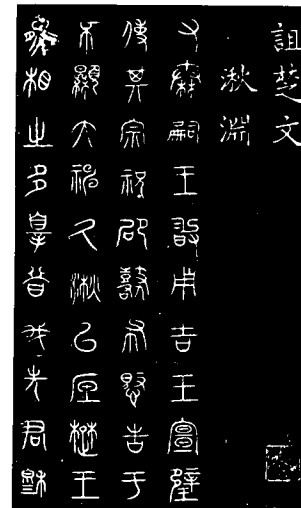 詛楚文
湫淵
又秦嗣王敢用吉玉宣璧
使其宗祝邵鼛布憝告于
不顯大沈久湫以底楚王
熊相之多辠昔我先君穆